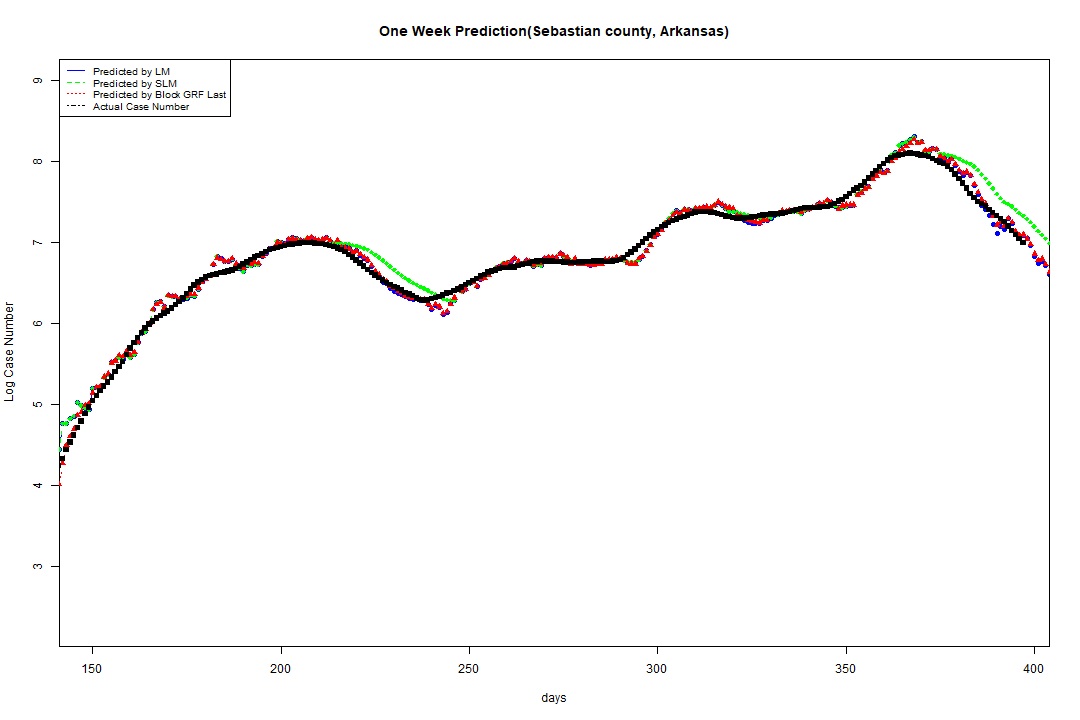 One Week Prediction(Sebastian county, Arkansas)
Predicted by LM
Predicted by SLM
Predicted by Block GRF Last
Actual Case Number
9
8
7
6
5
4
3
Log Case Number
150 200 250 300 350 400
days